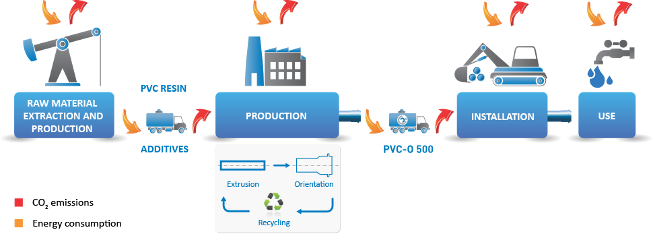 PVC RESIN
RAW MATERIAL
EXTRACTION AND
PRODUCTION
PRODUCTION
INSTALLATION
USE
ADDITIVES
PVC-O 500
Extrusion
Orientation
Recycling
CO₂ emissions
Energy consumption